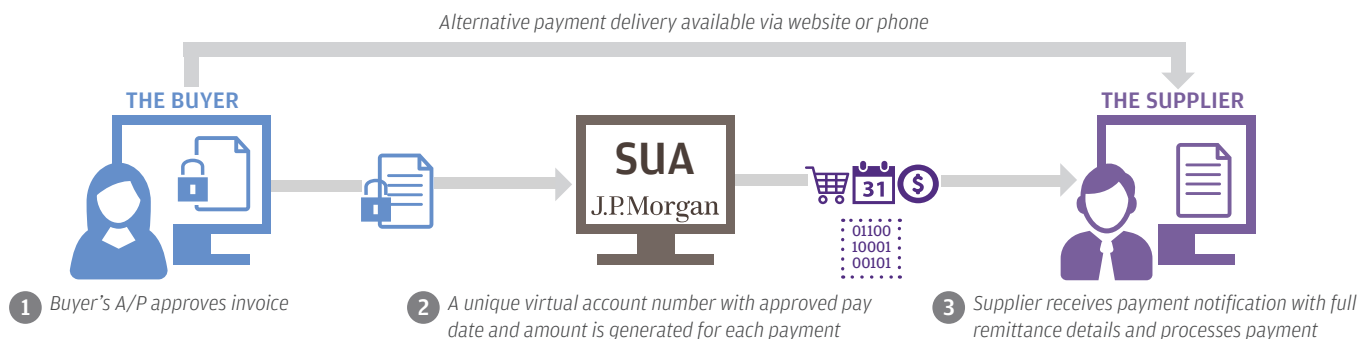 Alternative payment delivery available via website or phone
THE BUYER
THE SUPPLIER
SUA
J.P.Morgan
31
$
01100
10001
00101
1 Buyer's A/P approves invoice
2 A unique virtual account number with approved pay
date and amount is generated for each payment
3 Supplier receives payment notification with full
remittance details and processes payment